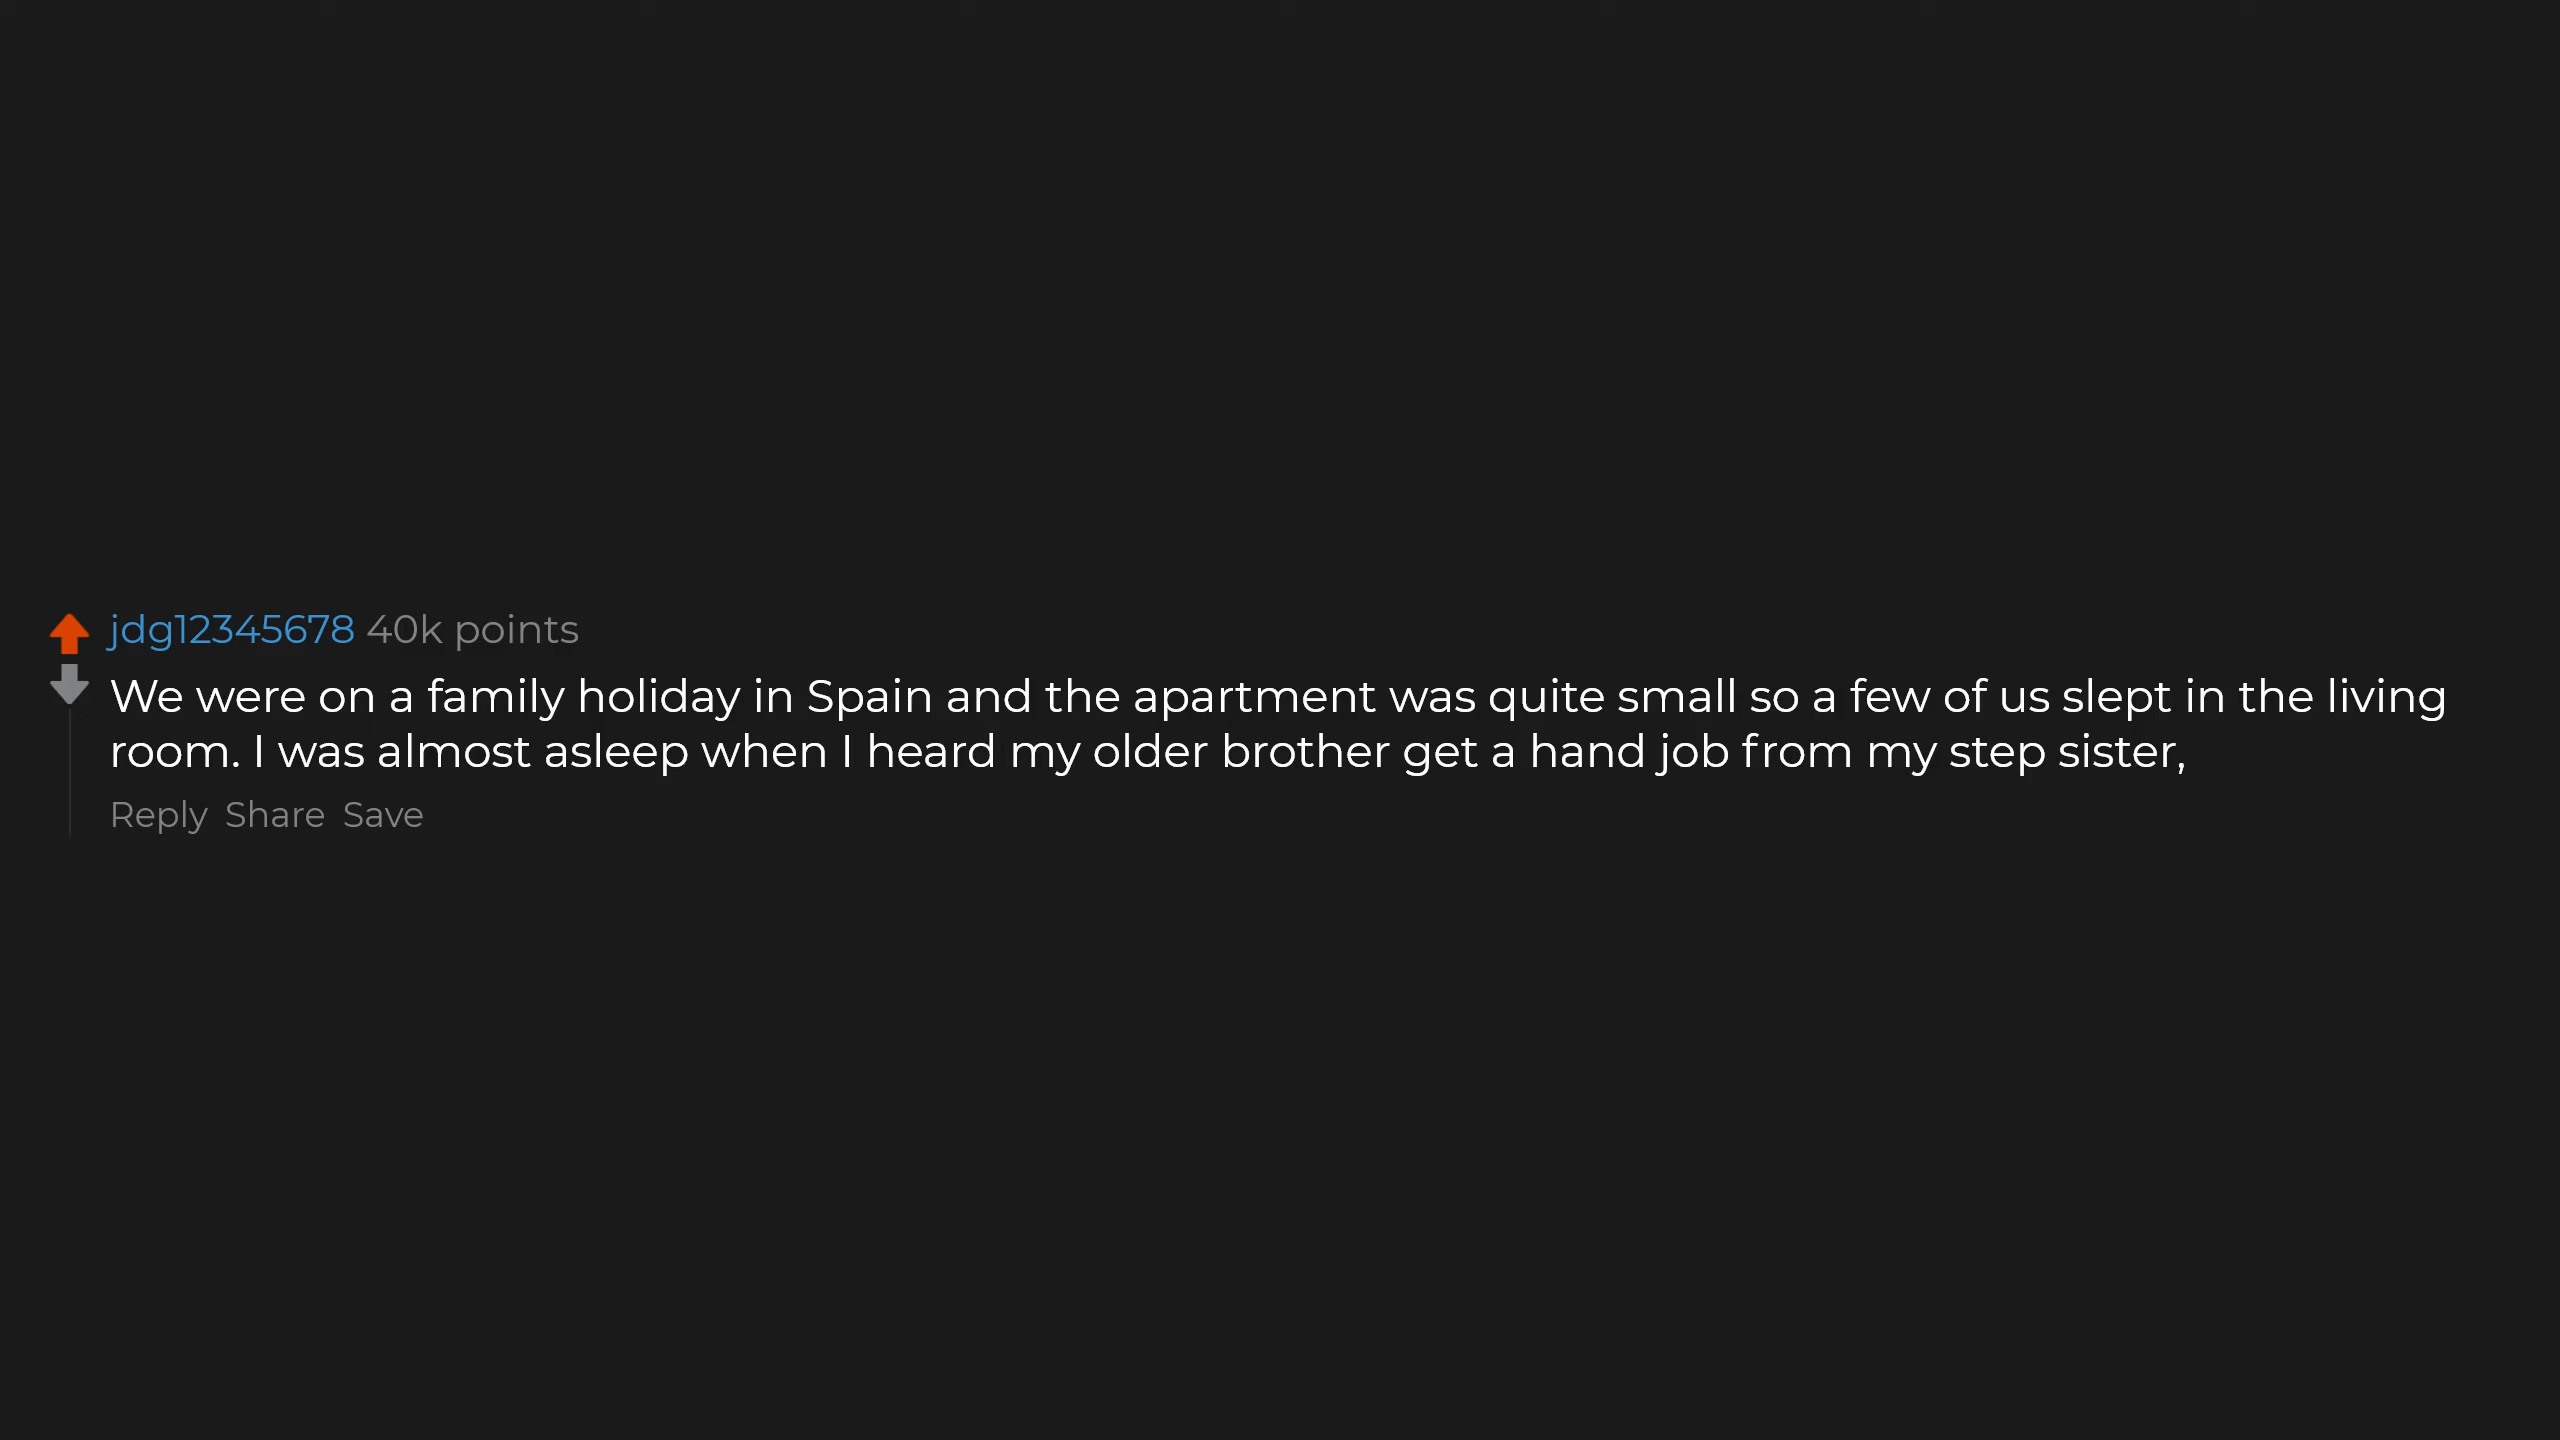 jdg12345678 40k points
We were on a family holiday in Spain and the apartment was quite small so a few of us slept in the living
room. I was almost asleep when I heard my older brother get a hand job from my step sister,
Reply Share Save